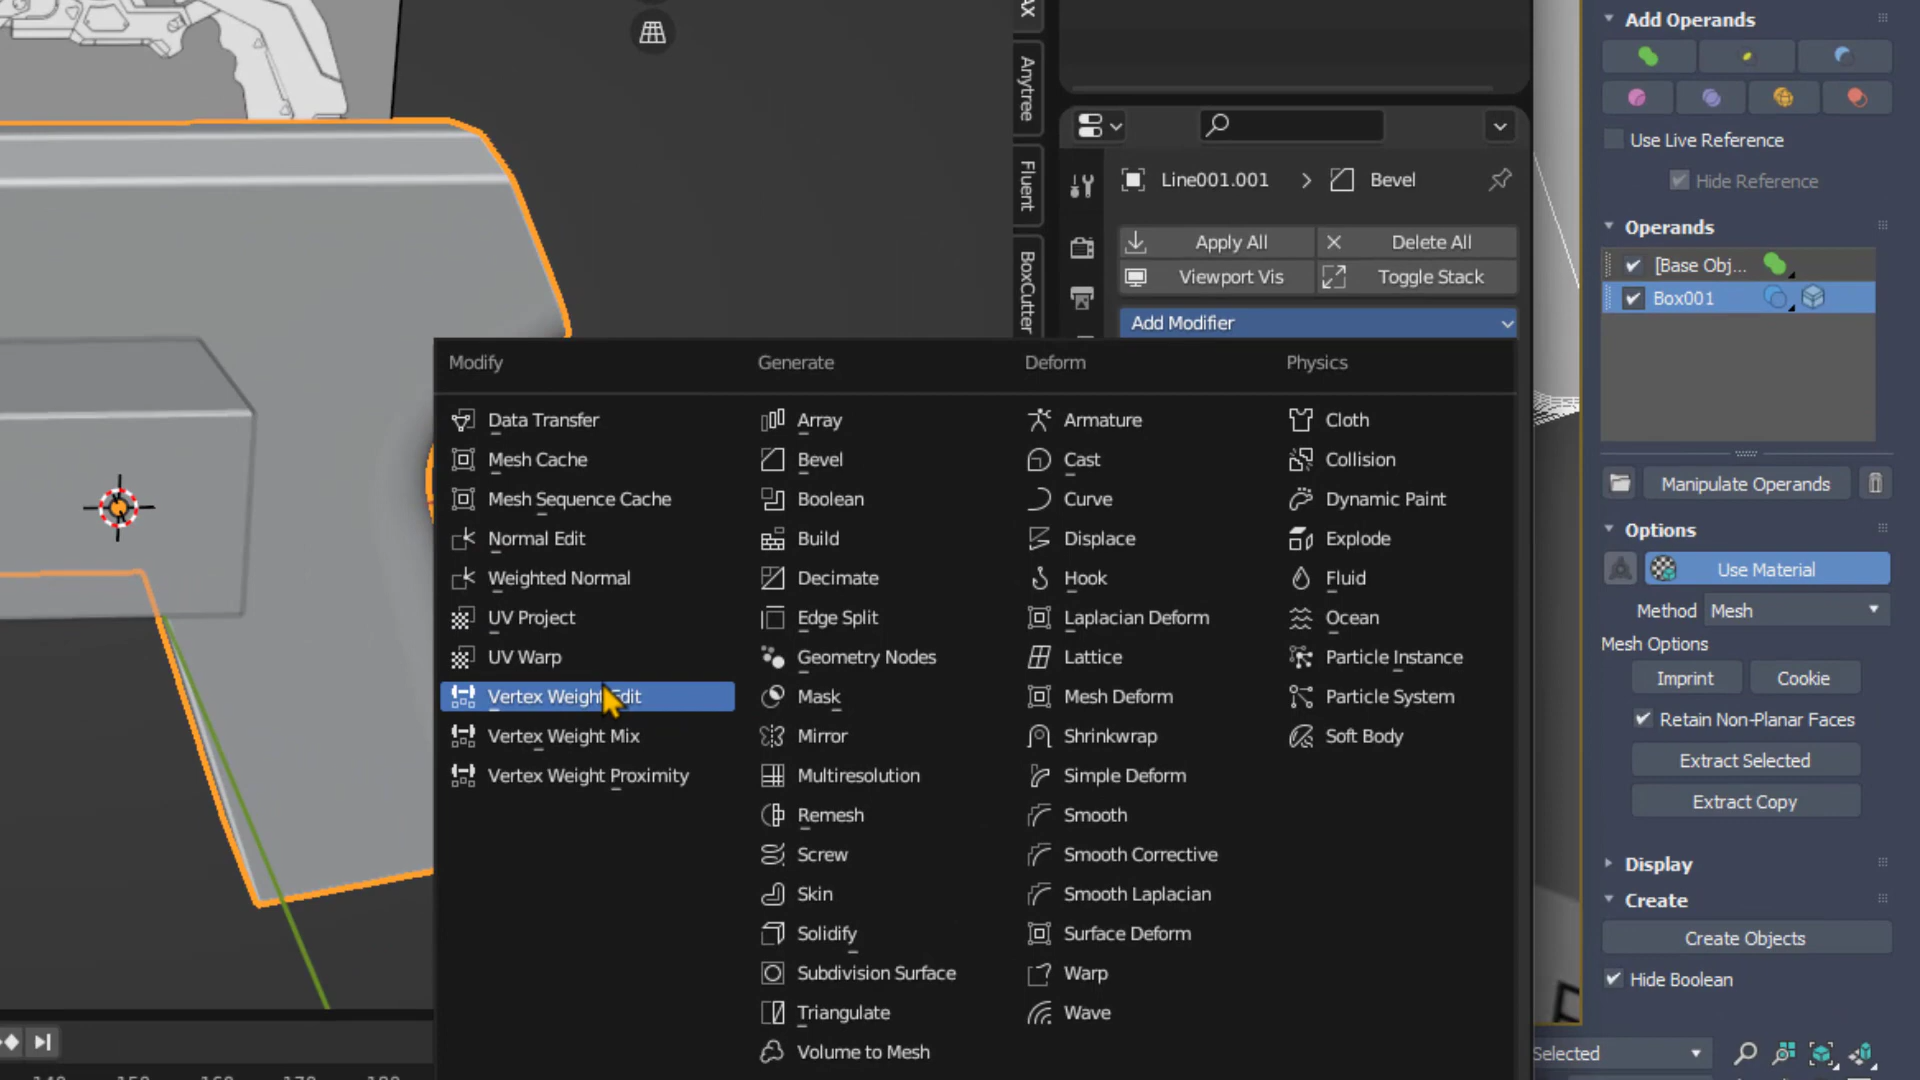 AX
Anytree
Fluent
BoxCutter
Line001.001 > Bevel
Apply All
Delete All
Viewport Vis
Toggle Stack
Add Modifier
Modify
Data Transfer
Mesh Cache
Mesh Sequence Cache
Normal Edit
Weighted Normal
UV Project
UV Warp
Vertex Weight Edit
Vertex Weight Mix
Vertex Weight Proximity
Generate
Array
Bevel
Boolean
Build
Decimate
Edge Split
Geometry Nodes
Mask
Mirror
Multiresolution
Remesh
Screw
Skin
Solidify
Subdivision Surface
Triangulate
Volume to Mesh
Deform
Armature
Cast
Curve
Displace
Hook
Laplacian Deform
Lattice
Mesh Deform
Shrinkwrap
Simple Deform
Smooth
Smooth Corrective
Smooth Laplacian
Surface Deform
Warp
Wave
Physics
Cloth
Collision
Dynamic Paint
Explode
Fluid
Ocean
Particle Instance
Particle System
Soft Body
Add Operands
Use Live Reference
Hide Reference
Operands
[Base Obj...
Box001
Manipulate Operands
Options
Use Material
Method Mesh
Mesh Options
Imprint
Cookie
Retain Non-Planar Faces
Extract Selected
Extract Copy
Display
Create
Create Objects
Hide Boolean
Selected